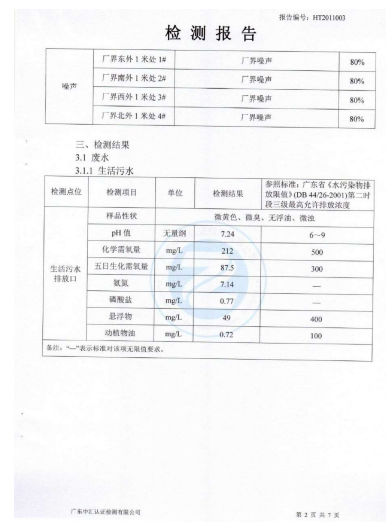 报告编号：HT2011003
检 测 报 告
噪声 厂界东外 1 米处 1# 厂界噪声 80%
厂界南外 1 米处 2# 厂界噪声 80%
厂界西外 1 米处 3# 厂界噪声 80%
厂界北外 1 米处 4# 厂界噪声 80%
三、检测结果
3.1 废水
3.1.1 生活污水
检测点位 检测项目 单位 检测结果 参照标准：广东省《水污染物排
放限值》(DB 44/26-2001)第二时
段三级最高允许排放浓度
生活污水
排放口
样品性状 微黄色、微臭、无浮油、微浊
pH 值 无量纲 7.24 6～9
化学需氧量 mg/L 212 500
五日生化需氧量 mg/L 87.5 300
氨氮 mg/L 7.14 —
磷酸盐 mg/L 0.77 —
悬浮物 mg/L 49 400
动植物油 mg/L 0.72 100
备注：“—”表示标准对该项无限值要求。
广东中汇认证检测有限公司
第 2 页 共 7 页